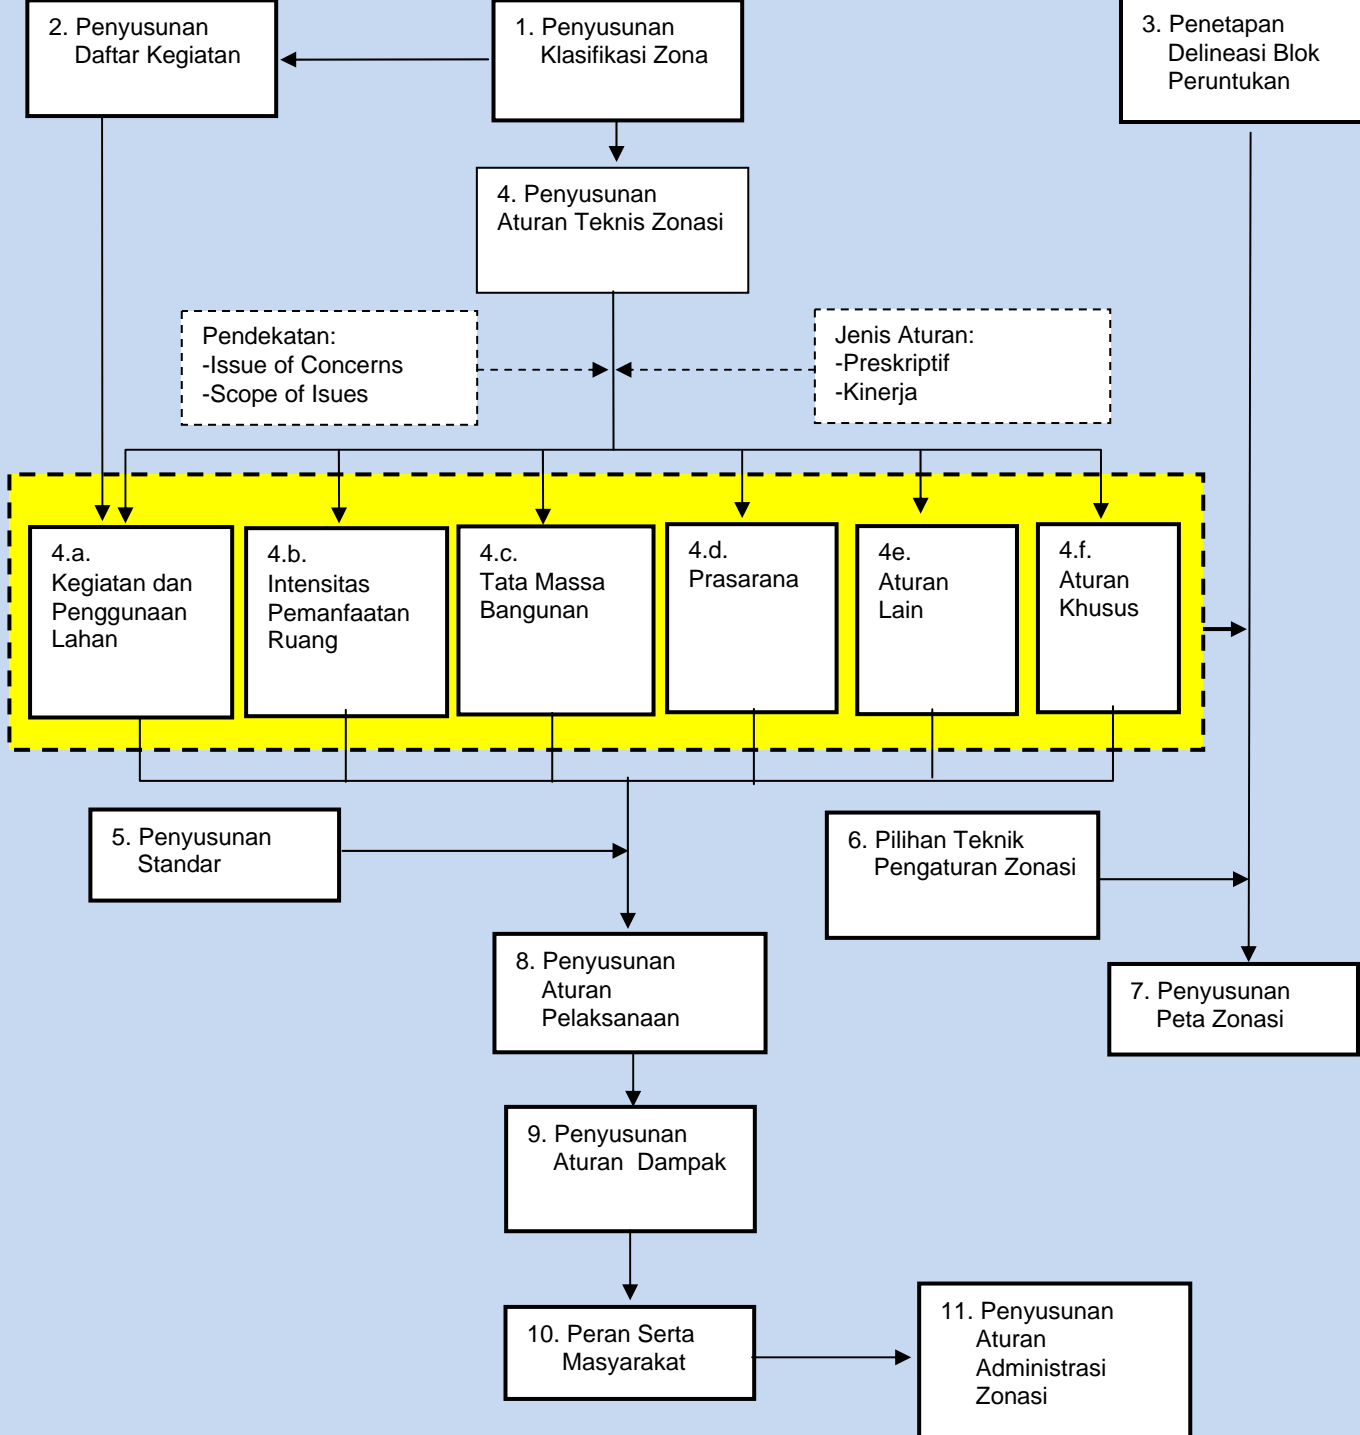 2. Penyusunan
Daftar Kegiatan
1. Penyusunan
Klasifikasi Zona
3. Penetapan
Delineasi Blok
Peruntukan
4. Penyusunan
Aturan Teknis Zonasi
Pendekatan:
-Issue of Concerns
-Scope of Isues
Jenis Aturan:
-Preskriptif
-Kinerja
4.a.
Kegiatan dan
Penggunaan
Lahan
4.b.
Intensitas
Pemanfaatan
Ruang
4.c.
Tata Massa
Bangunan
4.d.
Prasarana
4e.
Aturan
Lain
4.f.
Aturan
Khusus
5. Penyusunan
Standar
6. Pilihan Teknik
Pengaturan Zonasi
8. Penyusunan
Aturan
Pelaksanaan
7. Penyusunan
Peta Zonasi
9. Penyusunan
Aturan Dampak
10. Peran Serta
Masyarakat
11. Penyusunan
Aturan
Administrasi
Zonasi